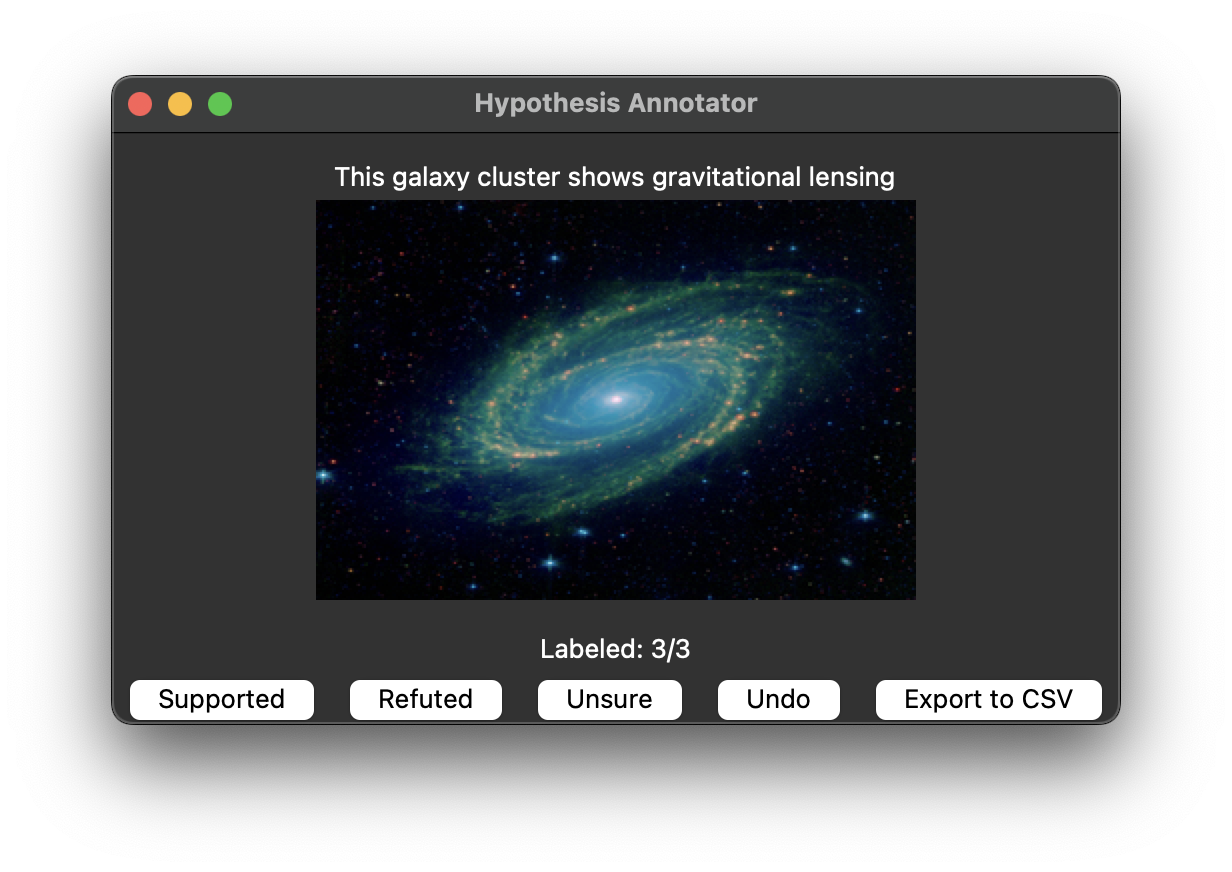 Hypothesis Annotator
This galaxy cluster shows gravitational lensing
Labeled: 3/3
Supported Refuted Unsure Undo Export to CSV